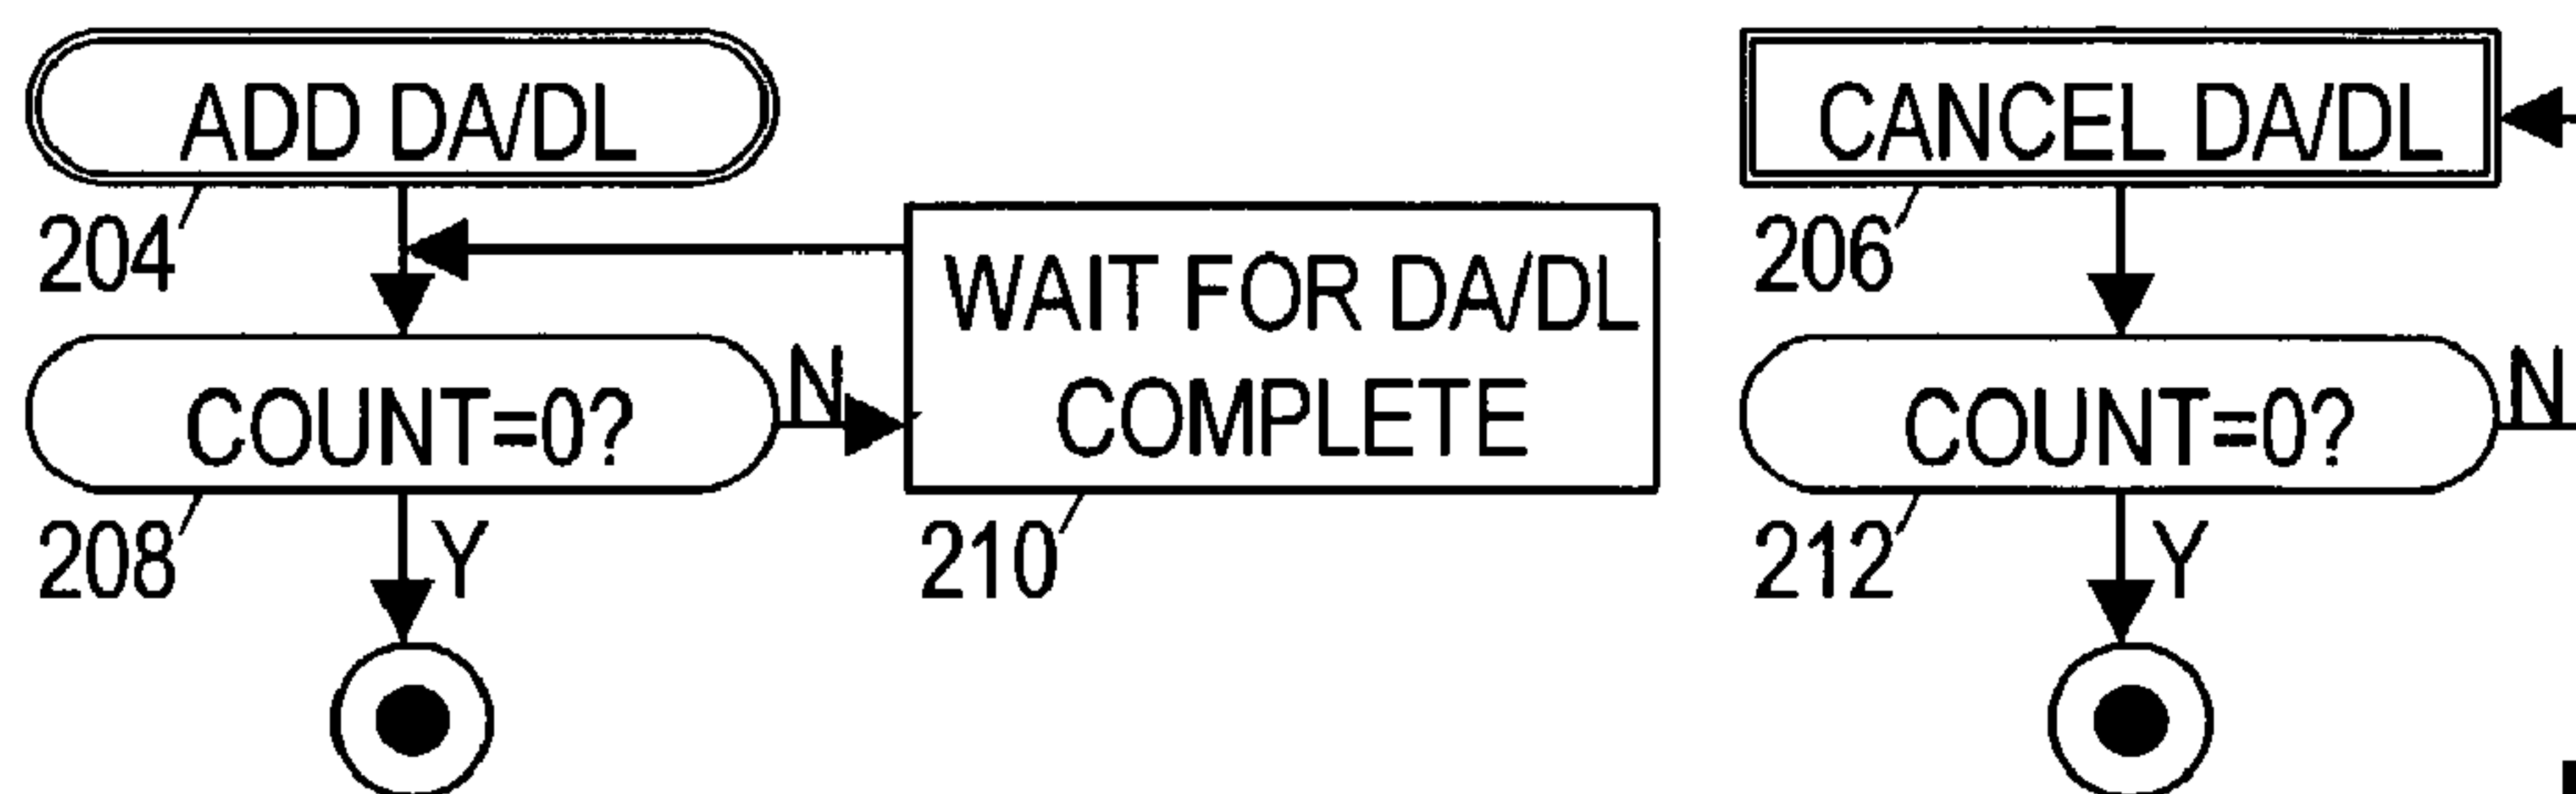 ADD DA/DL
204
WAIT FOR DA/DL
COMPLETE
210
COUNT=0?
N
208
Y
CANCEL DA/DL
206
COUNT=0?
N
212
Y